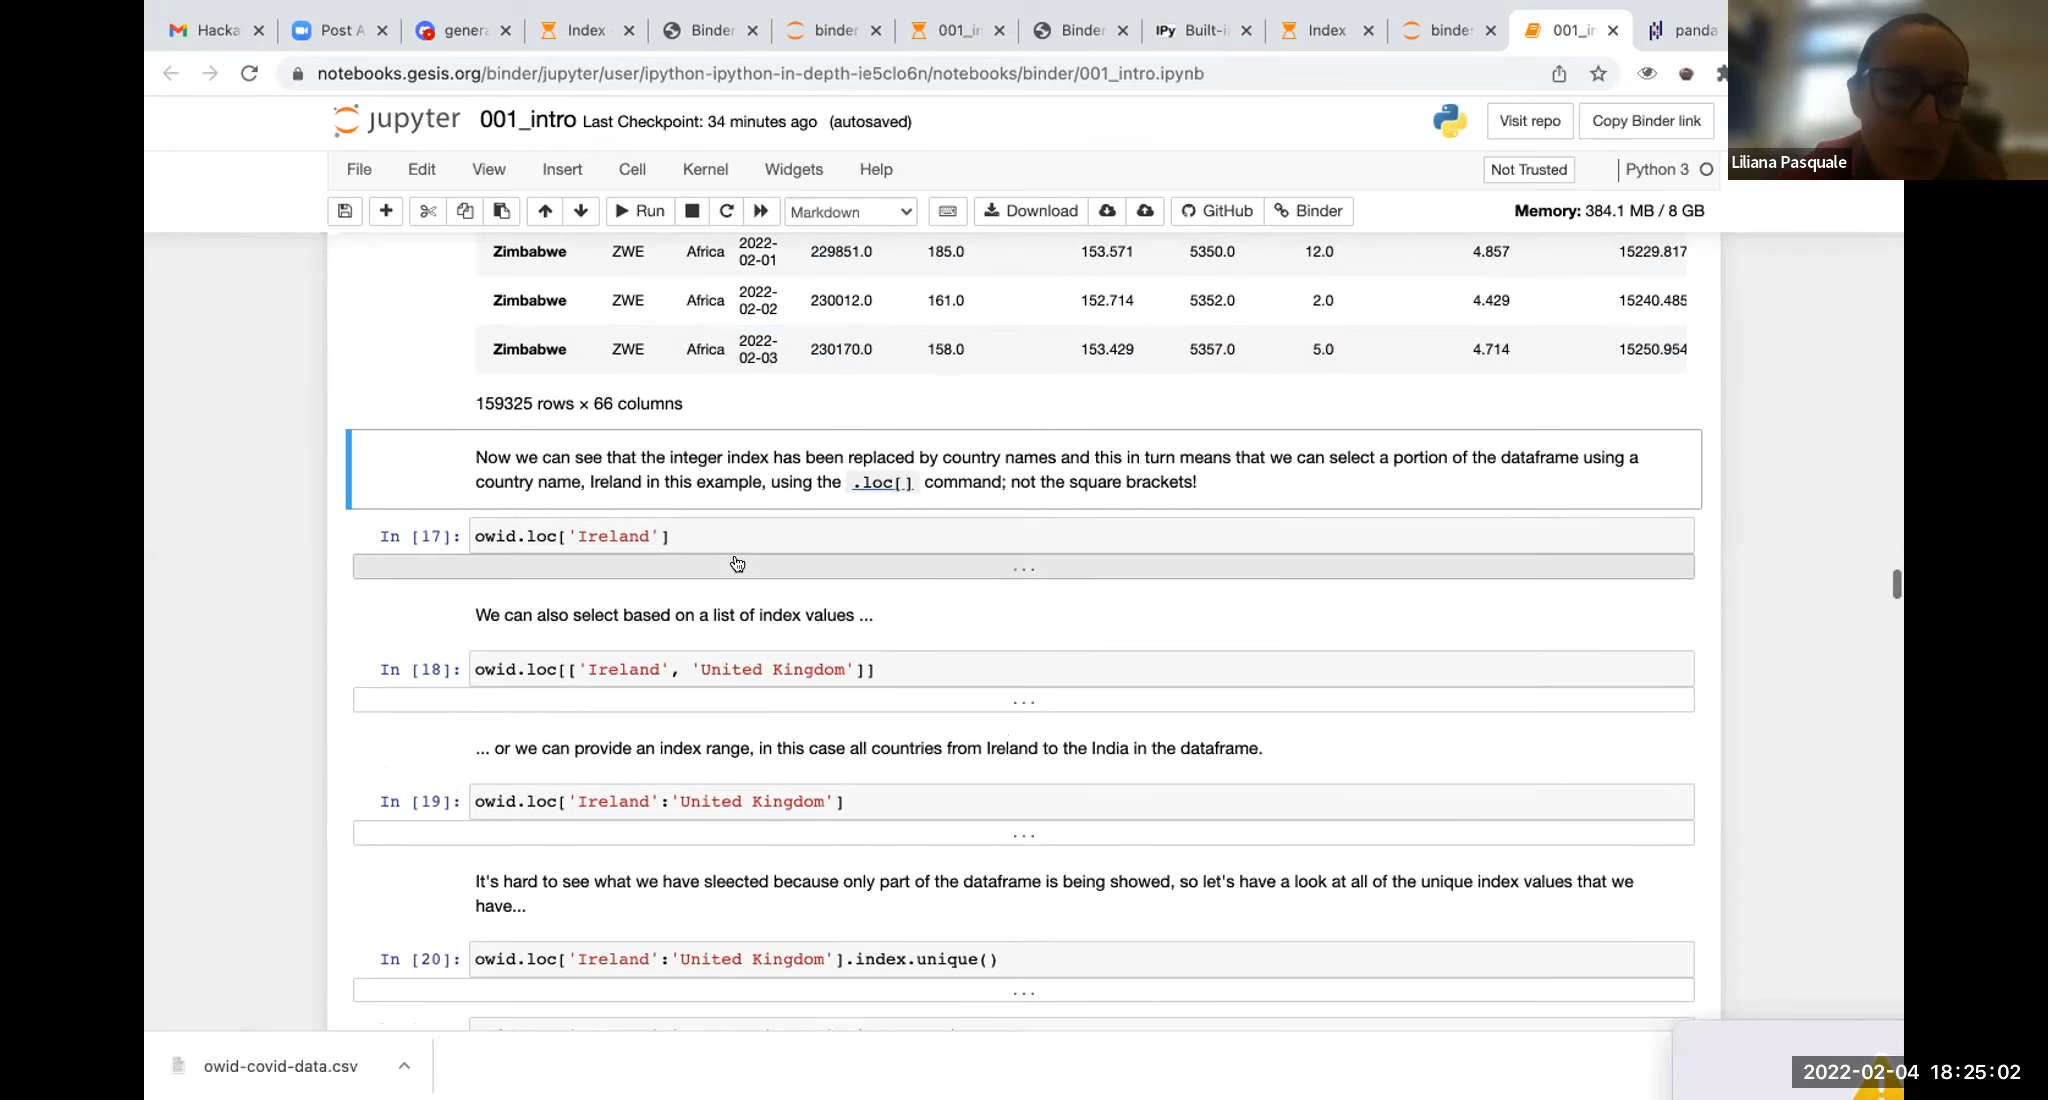 Hacka
Post A
genera
Index
Binder
binder
001_in
Binder
IPy Built-i
Index
binde
001_in
panda
notebooks.gesis.org/binder/jupyter/user/ipython-ipython-in-depth-ie5clo6n/notebooks/binder/001_intro.ipynb
Liliana Pasquale
jupyter 001_intro Last Checkpoint: 34 minutes ago (autosaved)
Visit repo
Copy Binder link
File Edit View Insert Cell Kernel Widgets Help
Not Trusted
Python 3
Run
Markdown
Download
GitHub
Binder
Memory: 384.1 MB / 8 GB
Zimbabwe ZWE Africa 2022-02-01 229851.0 185.0 153.571 5350.0 12.0 4.857 15229.817
Zimbabwe ZWE Africa 2022-02-02 230012.0 161.0 152.714 5352.0 2.0 4.429 15240.485
Zimbabwe ZWE Africa 2022-02-03 230170.0 158.0 153.429 5357.0 5.0 4.714 15250.954
159325 rows × 66 columns
Now we can see that the integer index has been replaced by country names and this in turn means that we can select a portion of the dataframe using a
country name, Ireland in this example, using the .loc[] command; not the square brackets!
In [17]: owid.loc['Ireland']
...
We can also select based on a list of index values ...
In [18]: owid.loc[['Ireland', 'United Kingdom']]
...
... or we can provide an index range, in this case all countries from Ireland to the India in the dataframe.
In [19]: owid.loc['Ireland':'United Kingdom']
...
It's hard to see what we have sleected because only part of the dataframe is being showed, so let's have a look at all of the unique index values that we
have...
In [20]: owid.loc['Ireland':'United Kingdom'].index.unique()
...
owid-covid-data.csv
2022-02-04 18:25:02